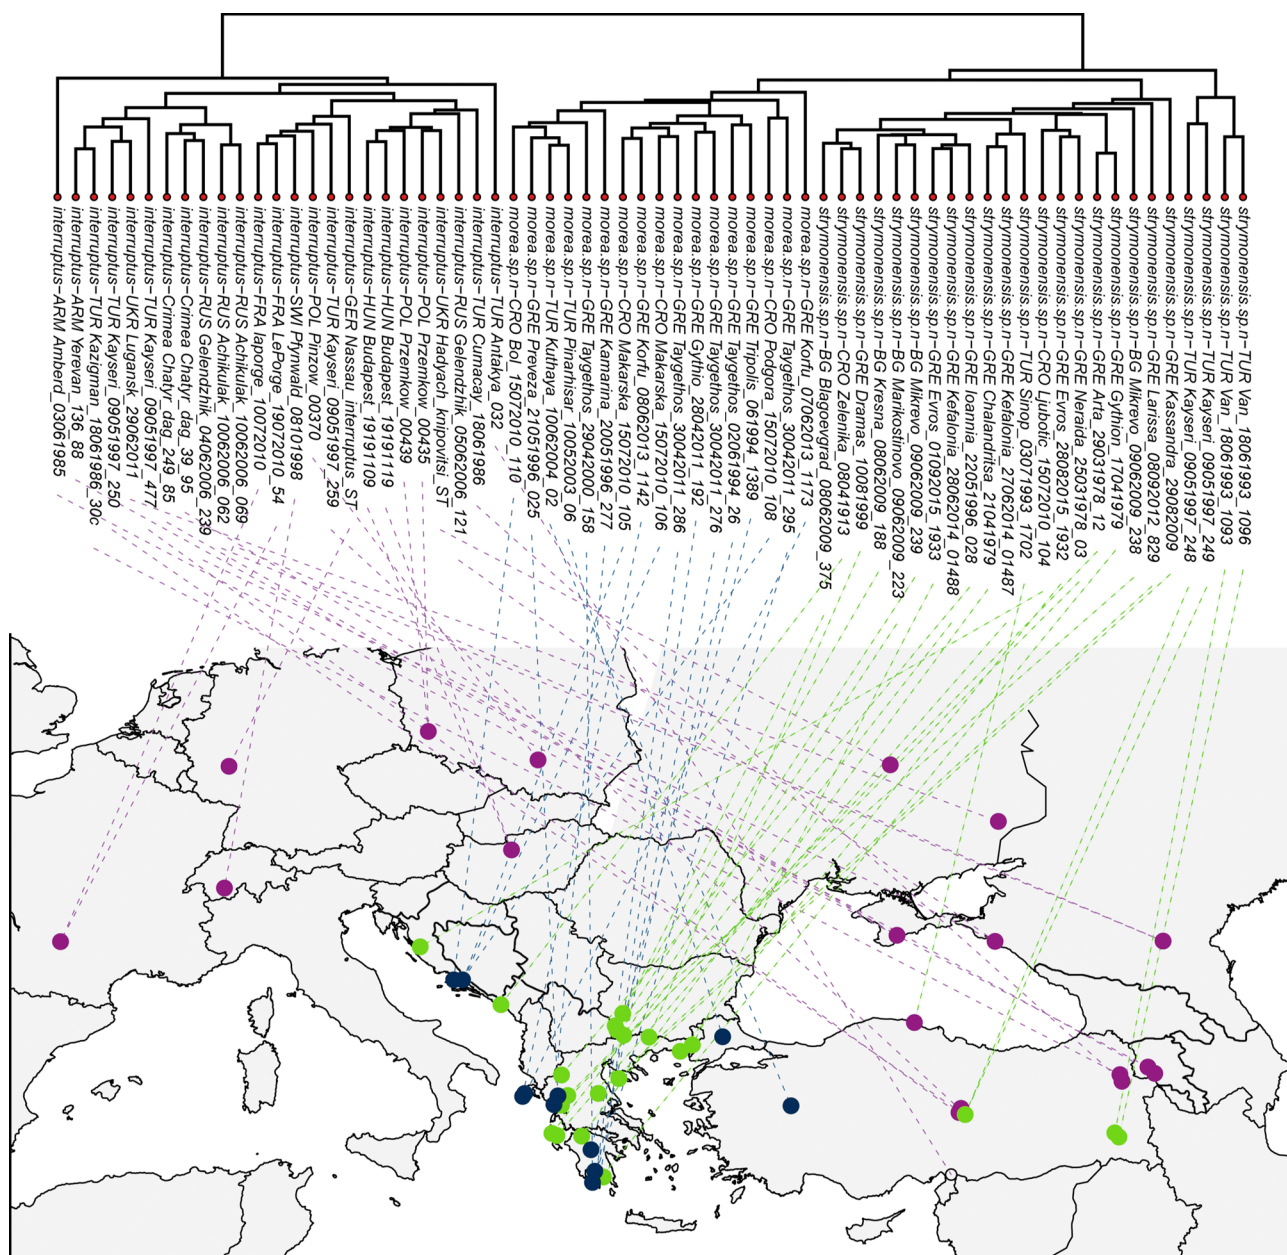 interruptus−ARM Amberd_03061985
interruptus−ARM Yerevan_136_88
interruptus−TUR Kazigman_18061986_30c
interruptus−TUR Kayseri_09051997_250
interruptus−UKR Lugansk_29062011
interruptus−TUR Kayseri_09051997_477
interruptus−Crimea Chatyr_dag_249_85
interruptus−Crimea Chatyr_dag_39_95
interruptus−RUS Gelendzhik_04062006_239
interruptus−RUS Achikulak_10062006_062
interruptus−RUS Achikulak_10062006_069
interruptus−FRA laporge_10072010
interruptus−FRA LePorge_19072010_54
interruptus−SWI Pfynwald_08101998
interruptus−POL Pinzow_00370
interruptus−TUR Kayseri_09051997_259
interruptus−GER Nassau_interruptus_ST
interruptus−HUN Budapest_19191109
interruptus−HUN Budapest_19191119
interruptus−POL Przemkow_00439
interruptus−POL Przemkow_00435
interruptus−UKR Hadyach_knipovitsi_ST
interruptus−RUS Gelendzhik_05062006_121
interruptus−TUR Cumacay_18061986
interruptus−TUR Antakya_032
morea.sp.n−CRO Bol_15072010_110
morea.sp.n−GRE Preveza_21051996_025
morea.sp.n−TUR Kuthaya_10062004_02
morea.sp.n−TUR Pinarhisar_10052003_06
morea.sp.n−GRE Taygethos_29042000_158
morea.sp.n−GRE Kamarina_20051996_277
morea.sp.n−CRO Makarska_15072010_105
morea.sp.n−GRE Korfu_08062013_1142
morea.sp.n−CRO Makarska_15072010_106
morea.sp.n−GRE Taygethos_30042011_286
morea.sp.n−GRE Gythio_28042011_192
morea.sp.n−GRE Taygethos_30042011_276
morea.sp.n−GRE Taygethos_02061994_26
morea.sp.n−GRE Tripolis_061994_1389
morea.sp.n−CRO Podgora_15072010_108
morea.sp.n−GRE Taygethos_30042011_295
morea.sp.n−GRE Korfu_07062013_1173
strymonensis.sp.n−BG Blagoevgrad_08062009_375
strymonensis.sp.n−CRO Zelenika_08041913
strymonensis.sp.n−GRE Dramas_10081999
strymonensis.sp.n−BG Kresna_08062009_188
strymonensis.sp.n−BG Marikostinovo_09062009_223
strymonensis.sp.n−BG Mikrevo_09062009_239
strymonensis.sp.n−GRE Evros_01092015_1933
strymonensis.sp.n−GRE Kefalonia_28062014_01488
strymonensis.sp.n−GRE Ioannia_22051996_028
strymonensis.sp.n−GRE Chalandritsa_21041979
strymonensis.sp.n−GRE Kefalonia_27062014_01487
strymonensis.sp.n−TUR Sinop_03071993_1702
strymonensis.sp.n−CRO Ljubotic_15072010_104
strymonensis.sp.n−GRE Evros_28082015_1932
strymonensis.sp.n−GRE Neraida_25031978_03
strymonensis.sp.n−GRE Arta_29031978_12
strymonensis.sp.n−GRE Gythion_17041979
strymonensis.sp.n−BG Mikrevo_09062009_238
strymonensis.sp.n−GRE Larissa_08092012_829
strymonensis.sp.n−GRE Kassandra_29082009
strymonensis.sp.n−TUR Kayseri_09051997_248
strymonensis.sp.n−TUR Kayseri_09051997_249
strymonensis.sp.n−TUR Van_18061993_1093
strymonensis.sp.n−TUR Van_18061993_1096